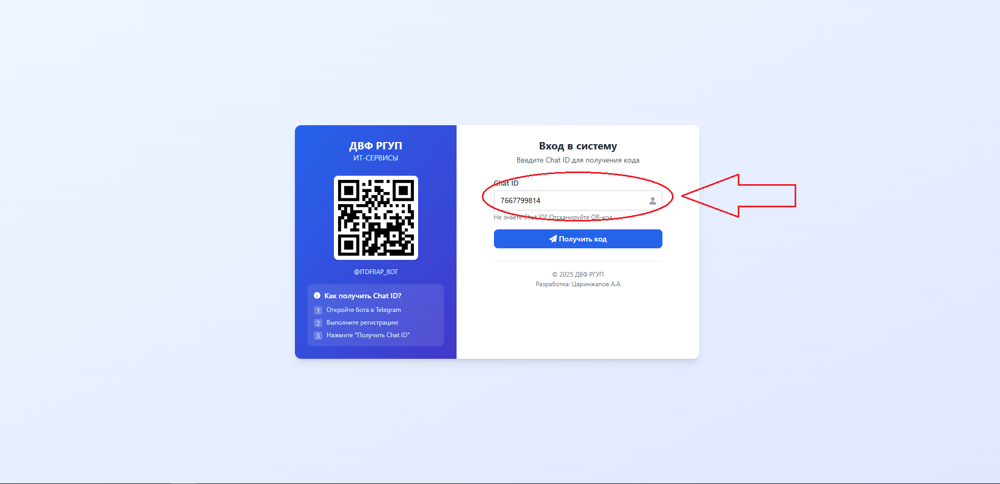 ДВФ РГУП
ИТ-СЕРВИСЫ
@ITDFRAP_BOT
Как получить Chat ID?
1 Откройте бота в Telegram
2 Выполните регистрацию
3 Нажмите "Получить Chat ID"
Вход в систему
Введите Chat ID для получения кода
Chat ID
7667799814
Не знаете Chat ID? Отсканируйте QR-код.
Получить код
© 2025 ДВФ РГУП
Разработка: Царинжапов А.А